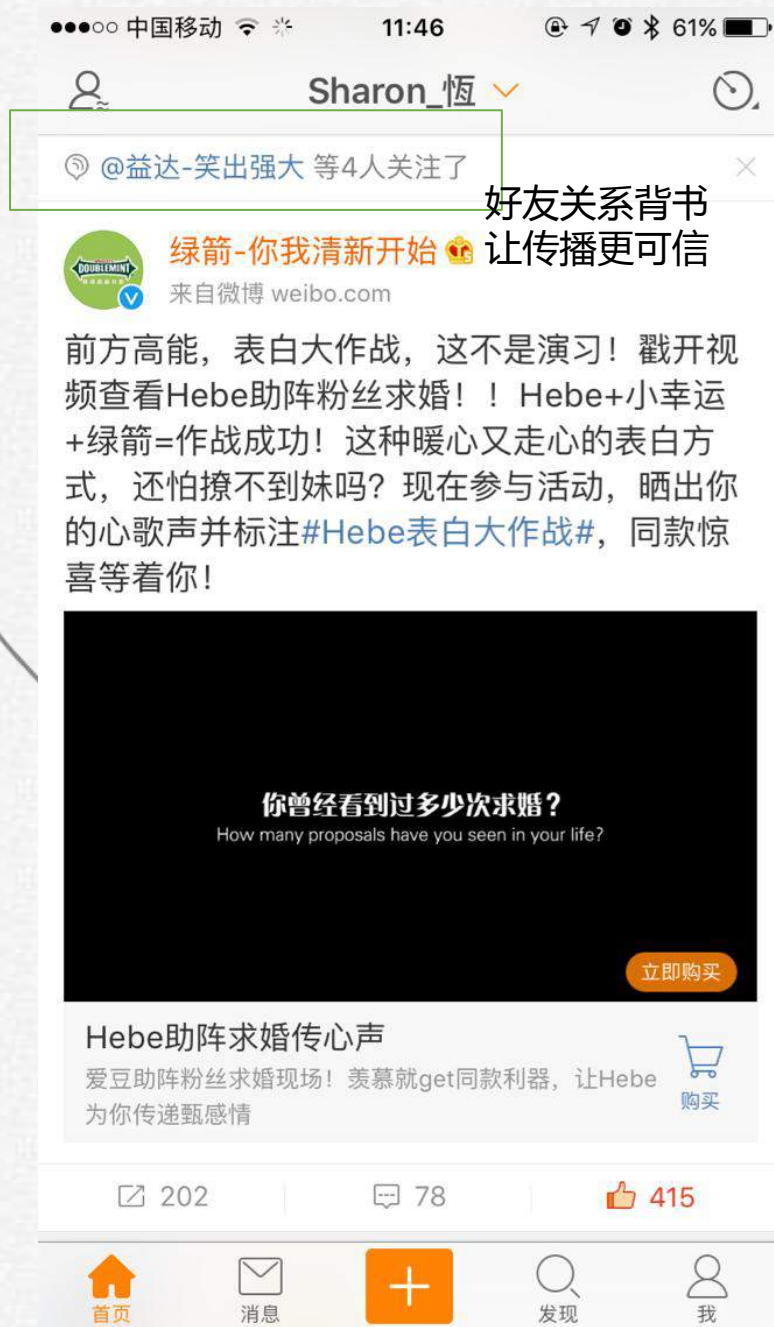 中国移动 11:46 61%
Sharon_恆
@益达-笑出强大 等4人关注了
好友关系背书
让传播更可信
DOUBLEMINT
绿箭-你我清新开始
来自微博 weibo.com
前方高能，表白大作战，这不是演习！戳开视
频查看Hebe助阵粉丝求婚！！Hebe+小幸运
+绿箭=作战成功！这种暖心又走心的表白方
式，还怕撩不到妹吗？现在参与活动，晒出你
的心歌声并标注#Hebe表白大作战#，同款惊
喜等着你！
你曾经看到过多少次求婚？
How many proposals have you seen in your life?
立即购买
Hebe助阵求婚传心声
爱豆助阵粉丝求婚现场！羡慕就get同款利器，让Hebe
为你传递甄感情
购买
202 78 415
首页 消息 发现 我